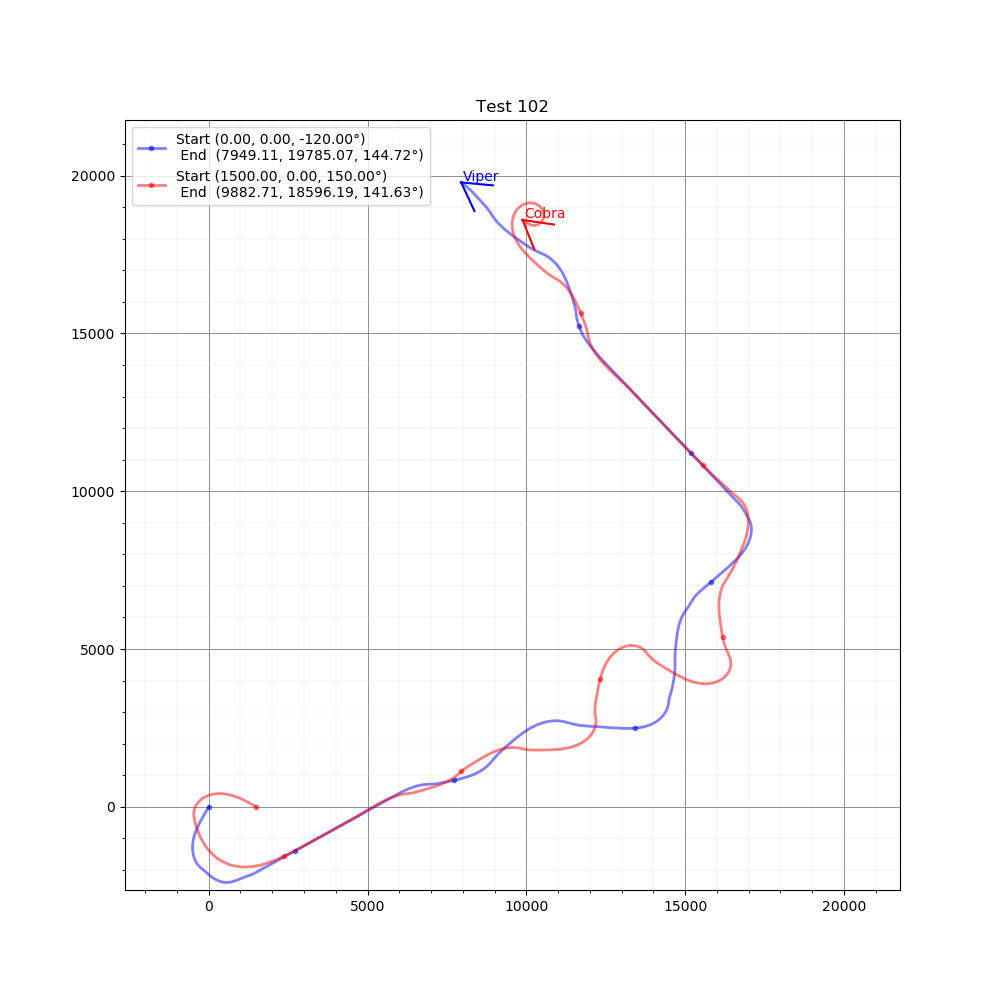 Test 102
Start (0.00, 0.00, -120.00°)
End (7949.11, 19785.07, 144.72°)
Start (1500.00, 0.00, 150.00°)
End (9882.71, 18596.19, 141.63°)
Viper
Cobra
20000
15000
10000
5000
0
0 5000 10000 15000 20000